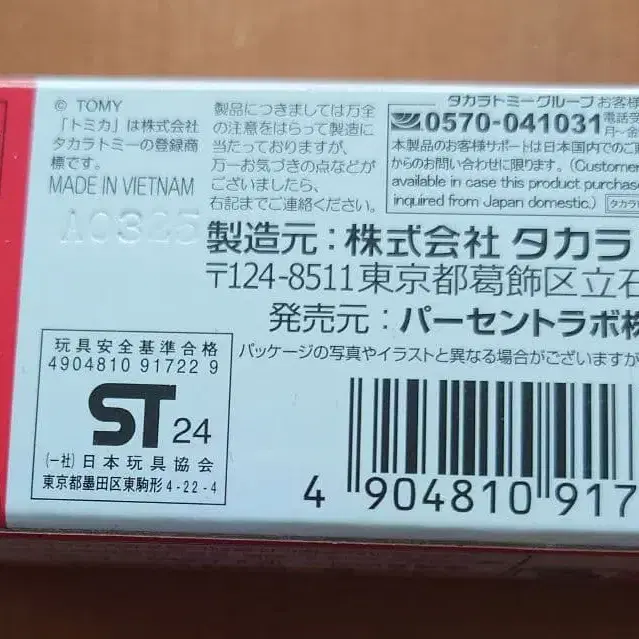 © TOMY
「トミカ」は株式会社
タカラトミーの登録商
標です。
MADE IN VIETNAM
A0325
製品につきましては万全
の注意をはらって製造に
当たっておりますが、
万一お気づきの点などが
ございましたら、
右記までご連絡ください。
タカラトミーグループお客様
0570-041031 電話受
月〜金
本製品のお客様サポートは日本国内でのご購
からのお問い合わせに限ります。(Customer
available in case this product purchase
inquired from Japan domestic.)
製造元：株式会社 タカラ
〒124-8511東京都葛飾区立石
発売元：パーセントラボ株
パッケージの写真やイラストと異なる場合がございますが
玩具安全基準合格
4904810 91722 9
ST 24
(一社)日本玩具協会
東京都墨田区東駒形4-22-4
4 904810 917